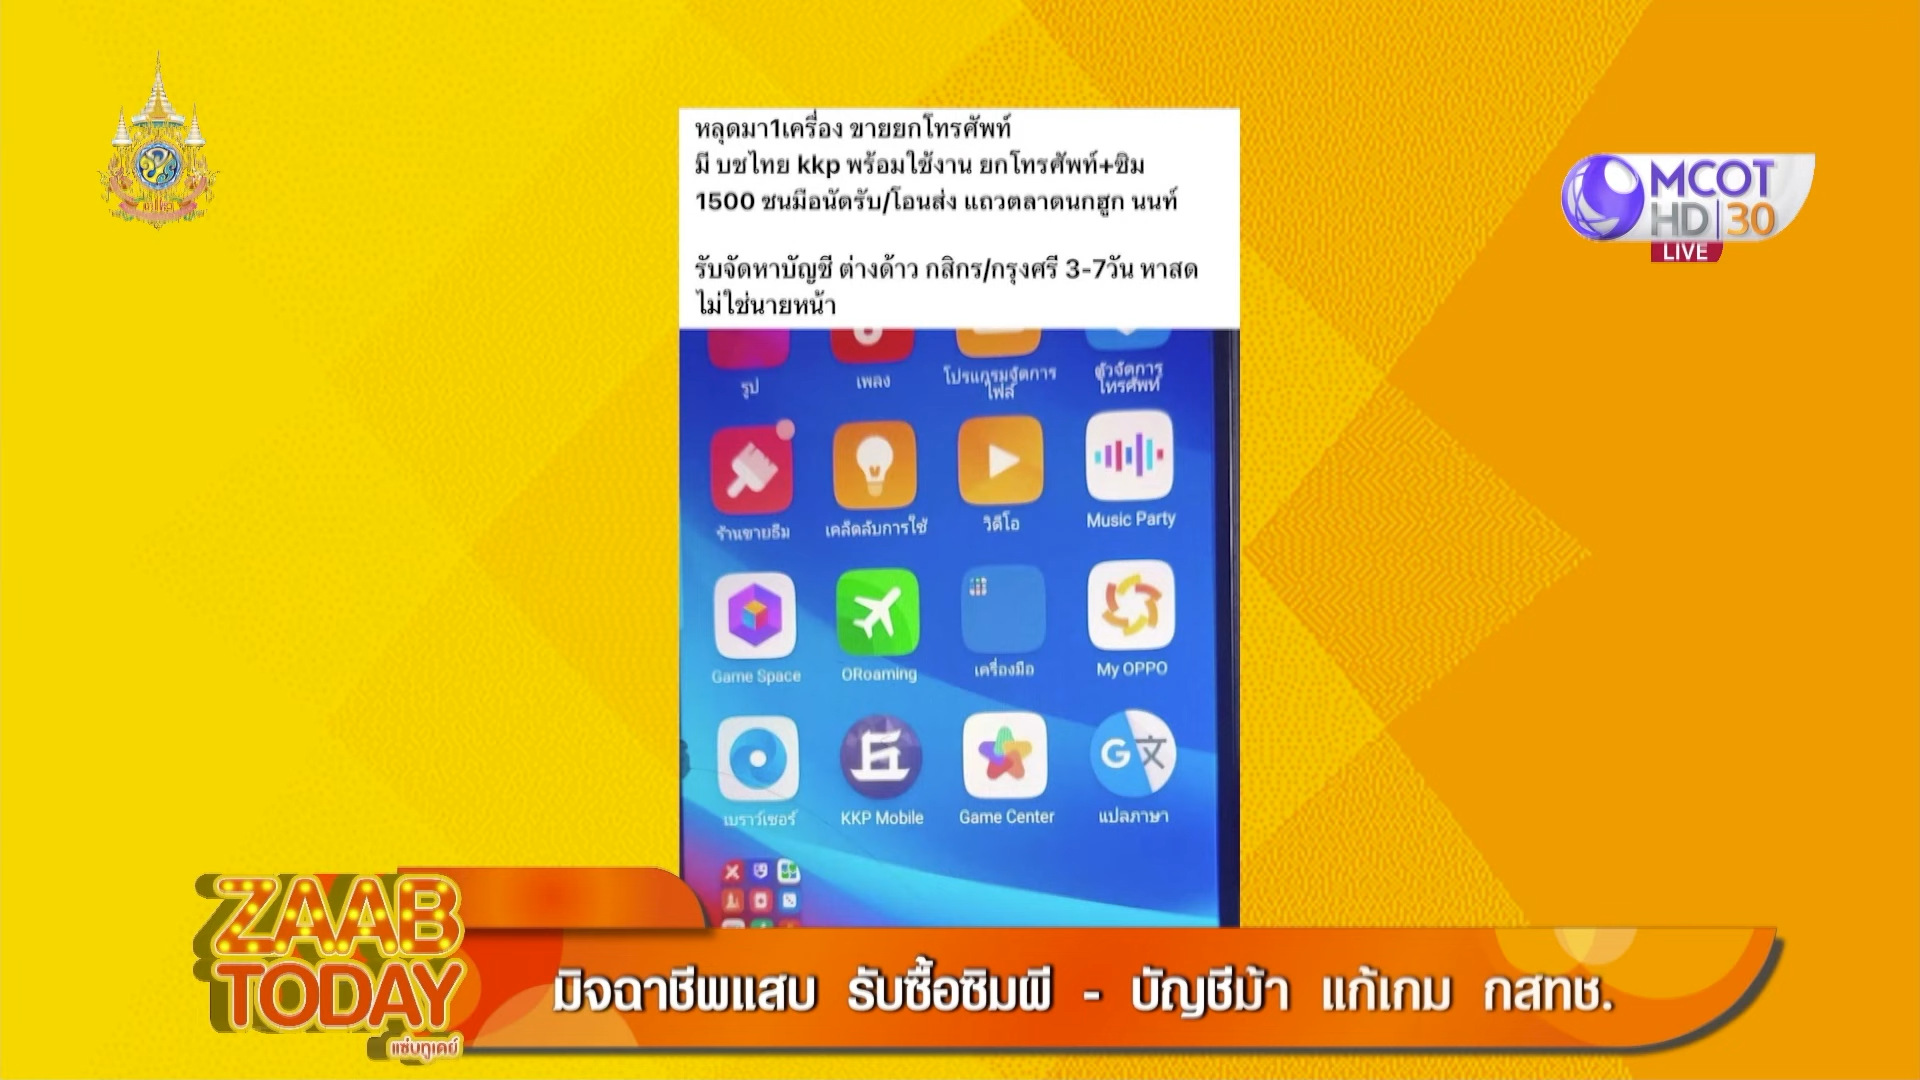 หลุดมา1เครื่อง ขายยกโทรศัพท์
มี บชไทย kkp พร้อมใช้งาน ยกโทรศัพท์+ซิม
1500 ชนมือนัดรับ/โอนส่ง แถวตลาดนกฮูก นนท์
รับจัดหาบัญชี ต่างด้าว กสิกร/กรุงศรี 3-7วัน หาสด
ไม่ใช่นายหน้า
MCOT
HD 30
LIVE
รูป เพลง โปรแกรมจัดการ ตัวจัดการ
ไฟล์ โทรศัพท์
ร้านขายธีม เคล็ดลับการใช้ วิดีโอ Music Party
Game Space ORoaming เครื่องมือ My OPPO
G 文
เบราว์เซอร์ KKP Mobile Game Center แปลภาษา
ZAAB
TODAY
แซ่บทูเดย์
มิจฉาชีพแสบ รับซื้อซิมผี - บัญชีม้า แก้เกม กสทช.